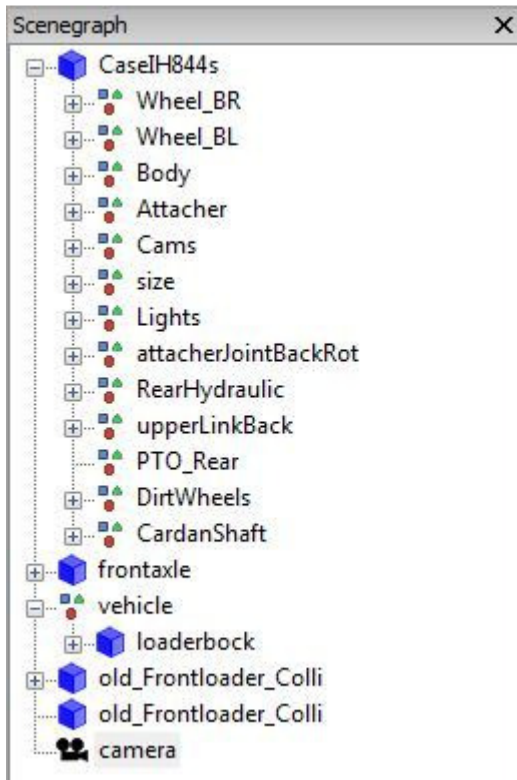 Scenegraph
CaseIH844s
Wheel_BR
Wheel_BL
Body
Attacher
Cams
size
Lights
attacherJointBackRot
RearHydraulic
upperLinkBack
PTO_Rear
DirtWheels
CardanShaft
frontaxle
vehicle
loaderbock
old_Frontloader_Colli
old_Frontloader_Colli
camera